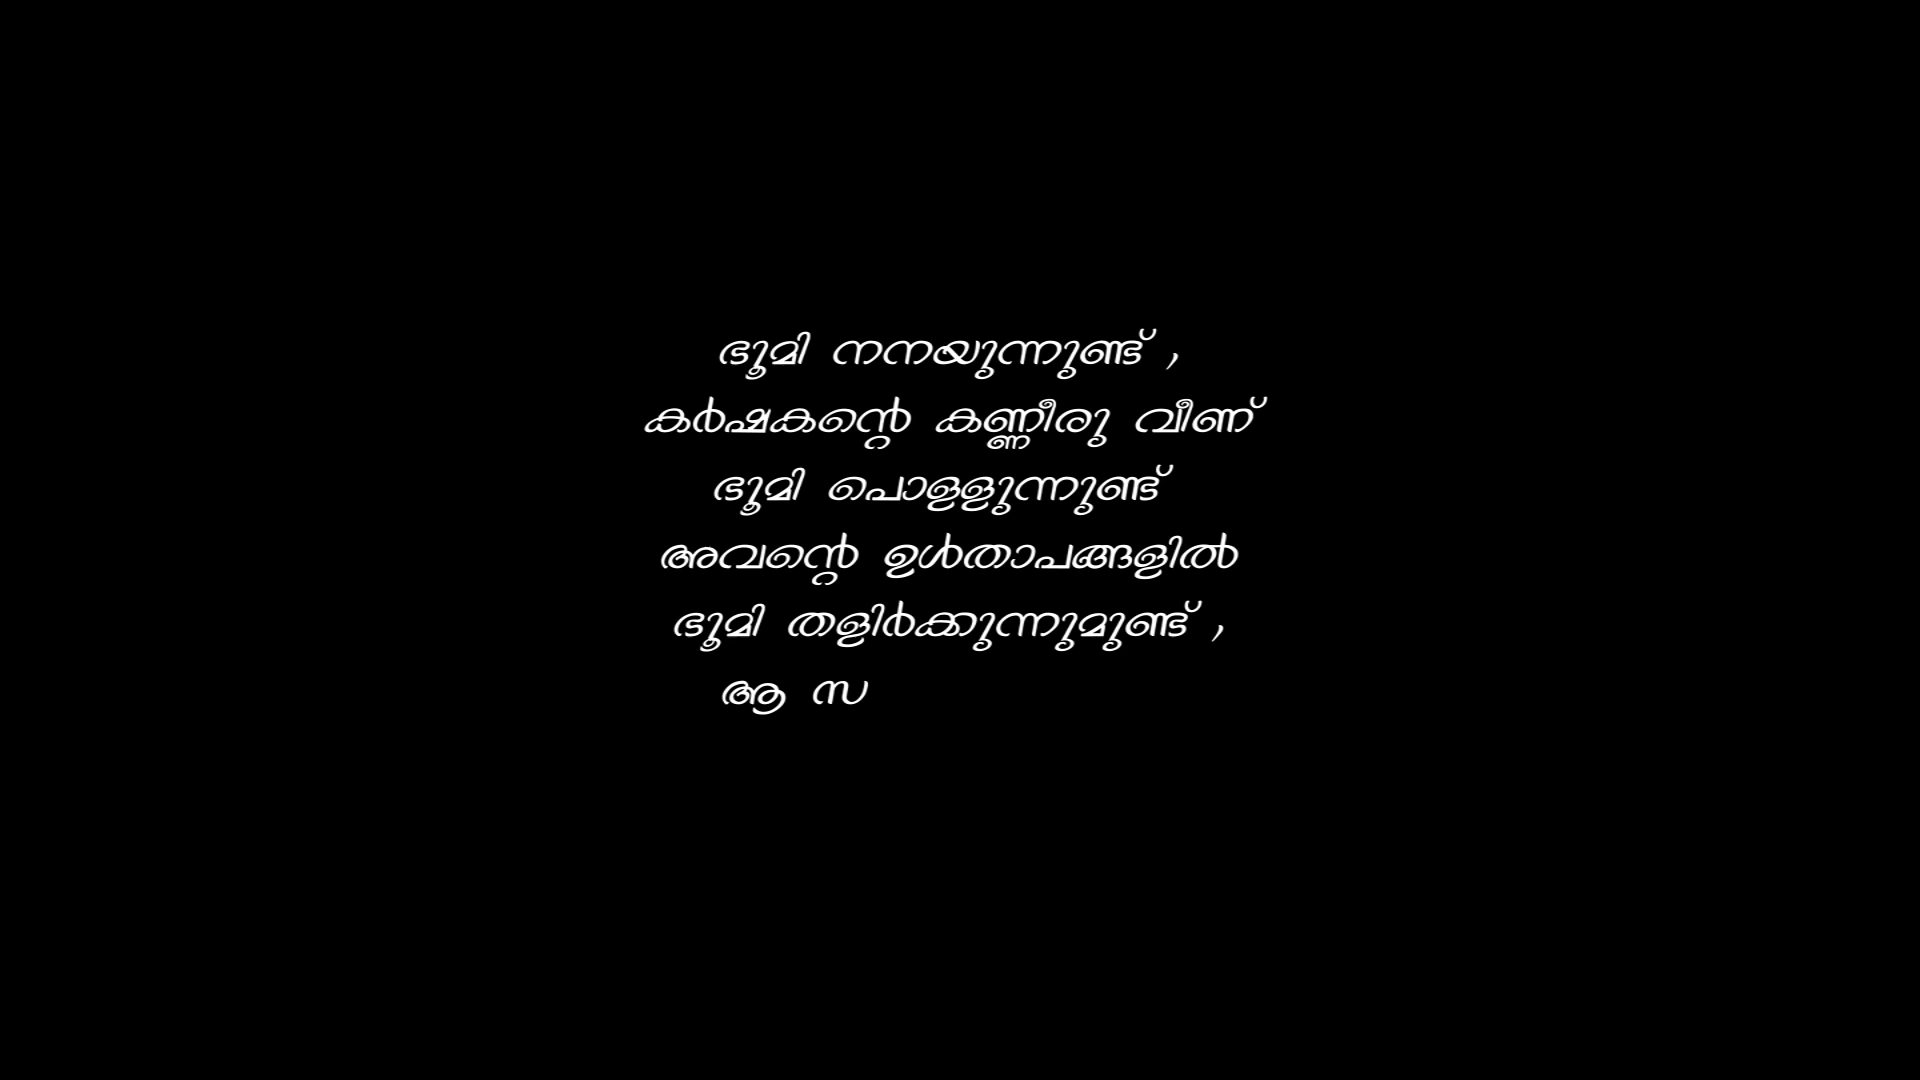 ഭൂമി നനയുന്നുണ്ട് ,
കർഷകന്റെ കണ്ണീരു വീണ്
ഭൂമി പൊള്ളുന്നുണ്ട്
അവന്റെ ഉൾതാപങ്ങളിൽ
ഭൂമി തളിർക്കുന്നുമുണ്ട് ,
ആ സ